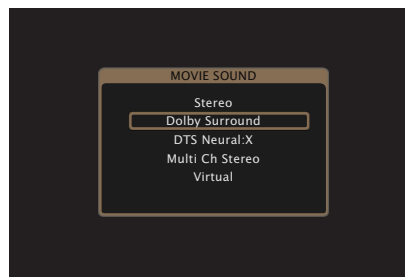 MOVIE SOUND
Stereo
Dolby Surround
DTS Neural:X
Multi Ch Stereo
Virtual